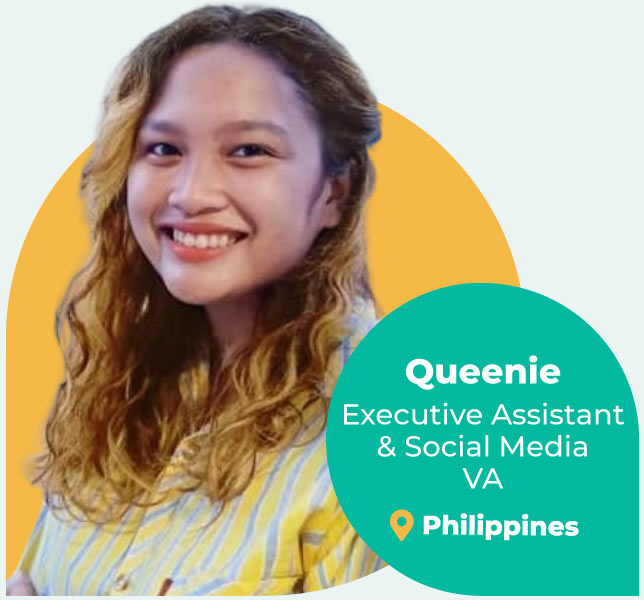 Queenie
Executive Assistant
& Social Media
VA
Philippines